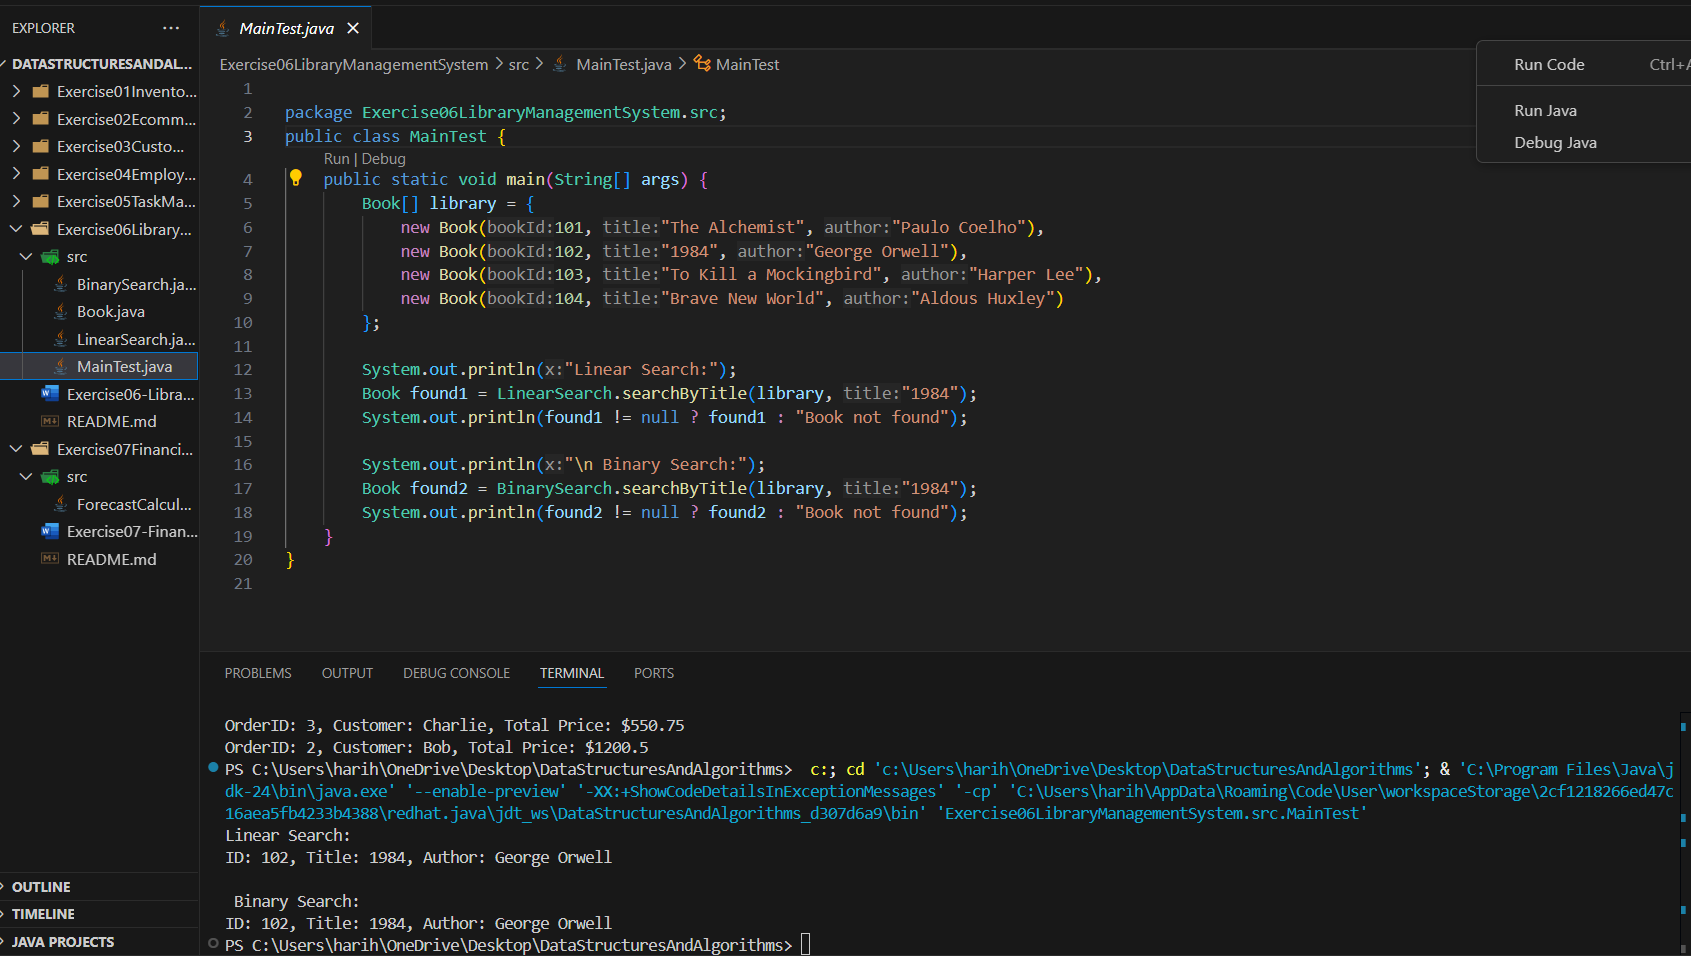 EXPLORER ···
DATASTRUCTURESANDAL...
Exercise01Invento...
Exercise02Ecomm...
Exercise03Custo...
Exercise04Employ...
Exercise05TaskMa...
Exercise06Library...
src
BinarySearch.ja...
Book.java
LinearSearch.ja...
MainTest.java
Exercise06-Libra...
README.md
Exercise07Financi...
src
ForecastCalcul...
Exercise07-Finan...
README.md
OUTLINE
TIMELINE
JAVA PROJECTS
MainTest.java
Exercise06LibraryManagementSystem > src > MainTest.java > MainTest
Run Code Ctrl+A
Run Java
Debug Java
1
2 package Exercise06LibraryManagementSystem.src;
3 public class MainTest {
Run | Debug
4 public static void main(String[] args) {
5 Book[] library = {
6 new Book(bookId:101, title:"The Alchemist", author:"Paulo Coelho"),
7 new Book(bookId:102, title:"1984", author:"George Orwell"),
8 new Book(bookId:103, title:"To Kill a Mockingbird", author:"Harper Lee"),
9 new Book(bookId:104, title:"Brave New World", author:"Aldous Huxley")
10 };
11
12 System.out.println(x:"Linear Search:");
13 Book found1 = LinearSearch.searchByTitle(library, title:"1984");
14 System.out.println(found1 != null ? found1 : "Book not found");
15
16 System.out.println(x:"\n Binary Search:");
17 Book found2 = BinarySearch.searchByTitle(library, title:"1984");
18 System.out.println(found2 != null ? found2 : "Book not found");
19 }
20 }
21
PROBLEMS OUTPUT DEBUG CONSOLE TERMINAL PORTS
OrderID: 3, Customer: Charlie, Total Price: $550.75
OrderID: 2, Customer: Bob, Total Price: $1200.5
PS C:\Users\harih\OneDrive\Desktop\DataStructuresAndAlgorithms>  c:; cd 'c:\Users\harih\OneDrive\Desktop\DataStructuresAndAlgorithms'; & 'C:\Program Files\Java\j
dk-24\bin\java.exe' '--enable-preview' '-XX:+ShowCodeDetailsInExceptionMessages' '-cp' 'C:\Users\harih\AppData\Roaming\Code\User\workspaceStorage\2cf1218266ed47c
16aea5fb4233b4388\redhat.java\jdt_ws\DataStructuresAndAlgorithms_d307d6a9\bin' 'Exercise06LibraryManagementSystem.src.MainTest'
Linear Search:
ID: 102, Title: 1984, Author: George Orwell
Binary Search:
ID: 102, Title: 1984, Author: George Orwell
PS C:\Users\harih\OneDrive\Desktop\DataStructuresAndAlgorithms>